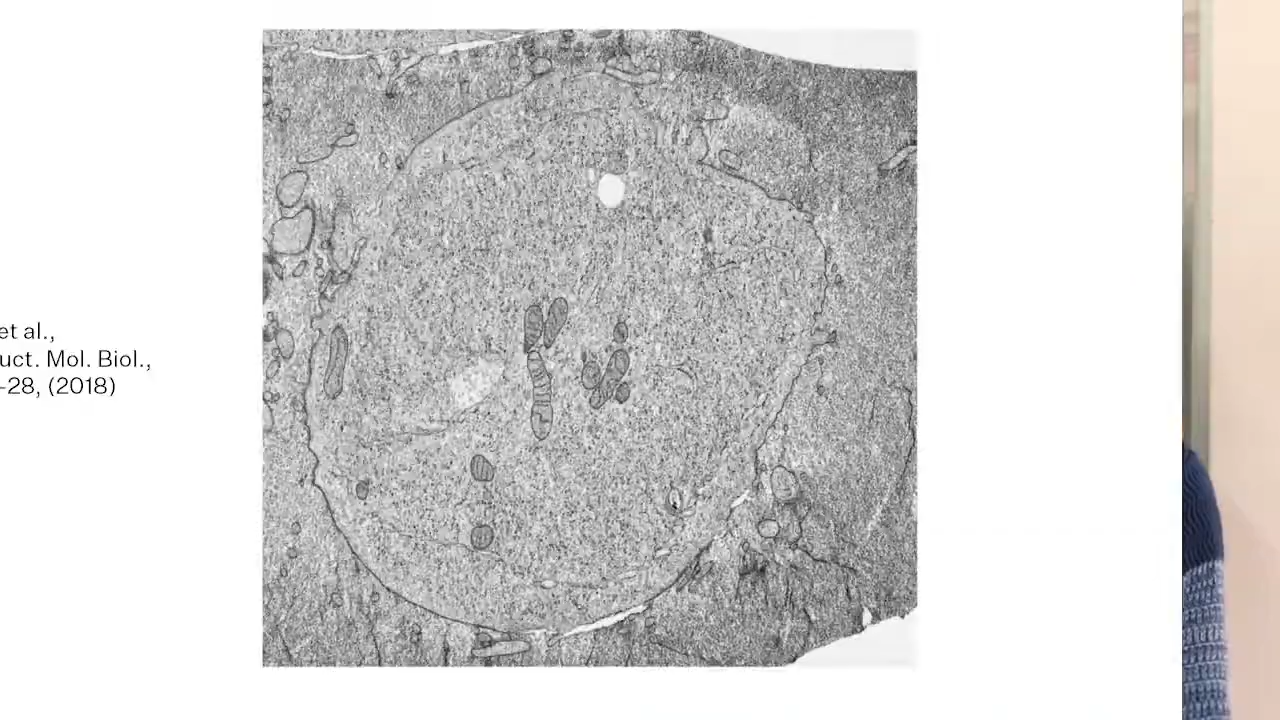 et al.,
uct. Mol. Biol.,
-28, (2018)